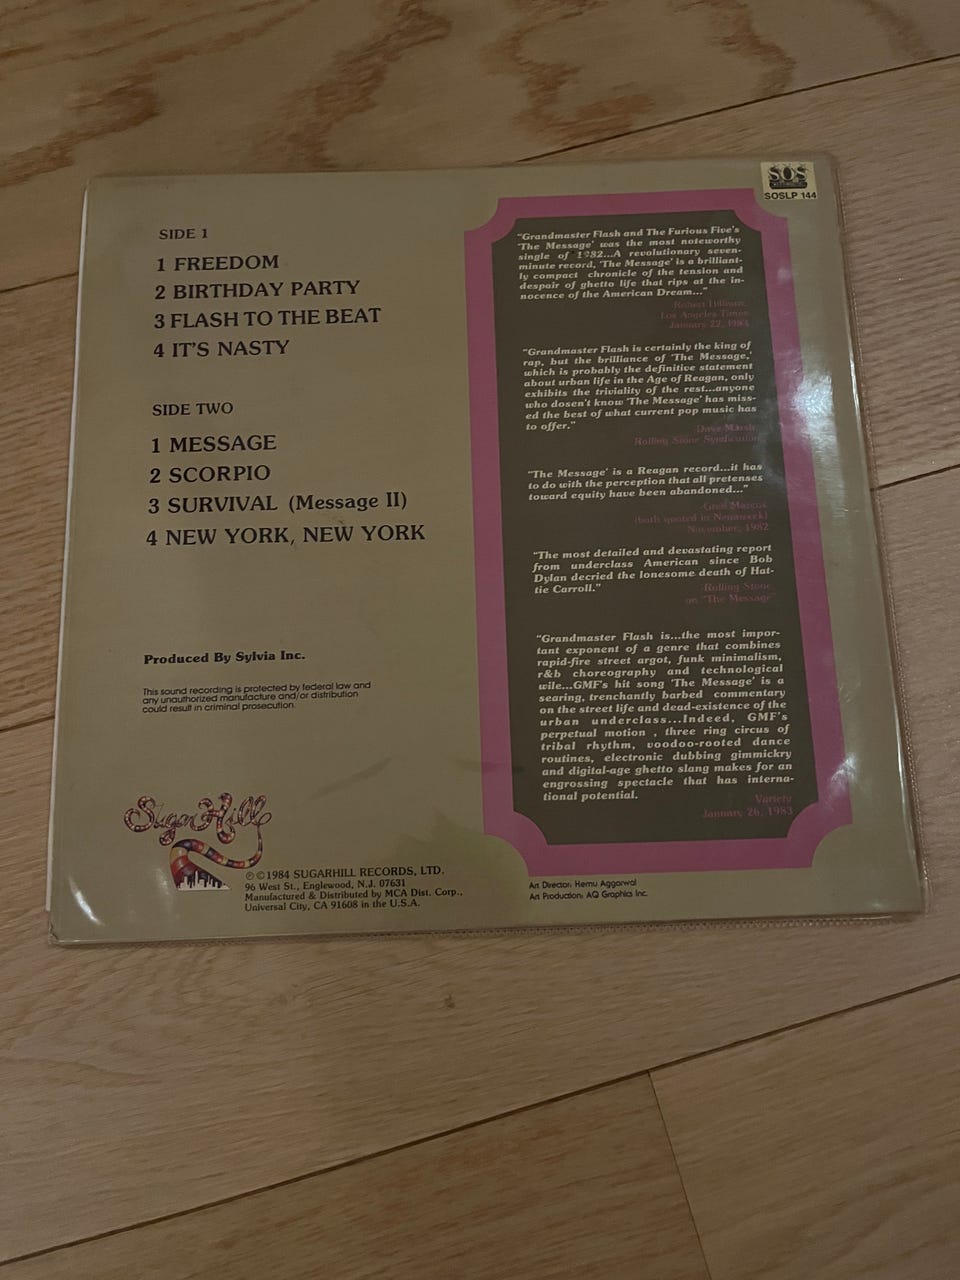 SOS
SOSLP 144
SIDE 1
1 FREEDOM
2 BIRTHDAY PARTY
3 FLASH TO THE BEAT
4 IT'S NASTY
SIDE TWO
1 MESSAGE
2 SCORPIO
3 SURVIVAL (Message II)
4 NEW YORK, NEW YORK
Produced By Sylvia Inc.
This sound recording is protected by federal law and
any unauthorized manufacture and/or distribution
could result in criminal prosecution.
Sugar Hill
℗ © 1984 SUGARHILL RECORDS, LTD.
96 West St., Englewood, N.J. 07631
Manufactured & Distributed by MCA Dist. Corp.,
Universal City, CA 91608 in the U.S.A.
"Grandmaster Flash and The Furious Five's
'The Message' was the most noteworthy
single of 1982...A revolutionary seven-
minute record, 'The Message' is a brilliant-
ly compact chronicle of the tension and
despair of ghetto life that rips at the in-
nocence of the American Dream..."
Robert Hilburn,
Los Angeles Times
January 22, 1983
"Grandmaster Flash is certainly the king of
rap, but the brilliance of 'The Message,'
which is probably the definitive statement
about urban life in the Age of Reagan, only
exhibits the triviality of the rest...anyone
who dosen't know 'The Message' has miss-
ed the best of what current pop music has
to offer."
Dave Marsh,
Rolling Stone Syndication
"The Message' is a Reagan record...it has
to do with the perception that all pretenses
toward equity have been abandoned..."
Greil Marcus
(both quoted in Newsweek)
November, 1982
"The most detailed and devastating report
from underclass American since Bob
Dylan decried the lonesome death of Hat-
tie Carroll."
Rolling Stone
on "The Message"
"Grandmaster Flash is...the most impor-
tant exponent of a genre that combines
rapid-fire street argot, funk minimalism,
r&b choreography and technological
wile...GMF's hit song 'The Message' is a
searing, trenchantly barbed commentary
on the street life and dead-existence of the
urban underclass...Indeed, GMF's
perpetual motion , three ring circus of
tribal rhythm, voodoo-rooted dance
routines, electronic dubbing gimmickry
and digital-age ghetto slang makes for an
engrossing spectacle that has interna-
tional potential.
Variety
January 26, 1983
Art Director: Hemu Aggarwal
Art Production: AQ Graphics Inc.